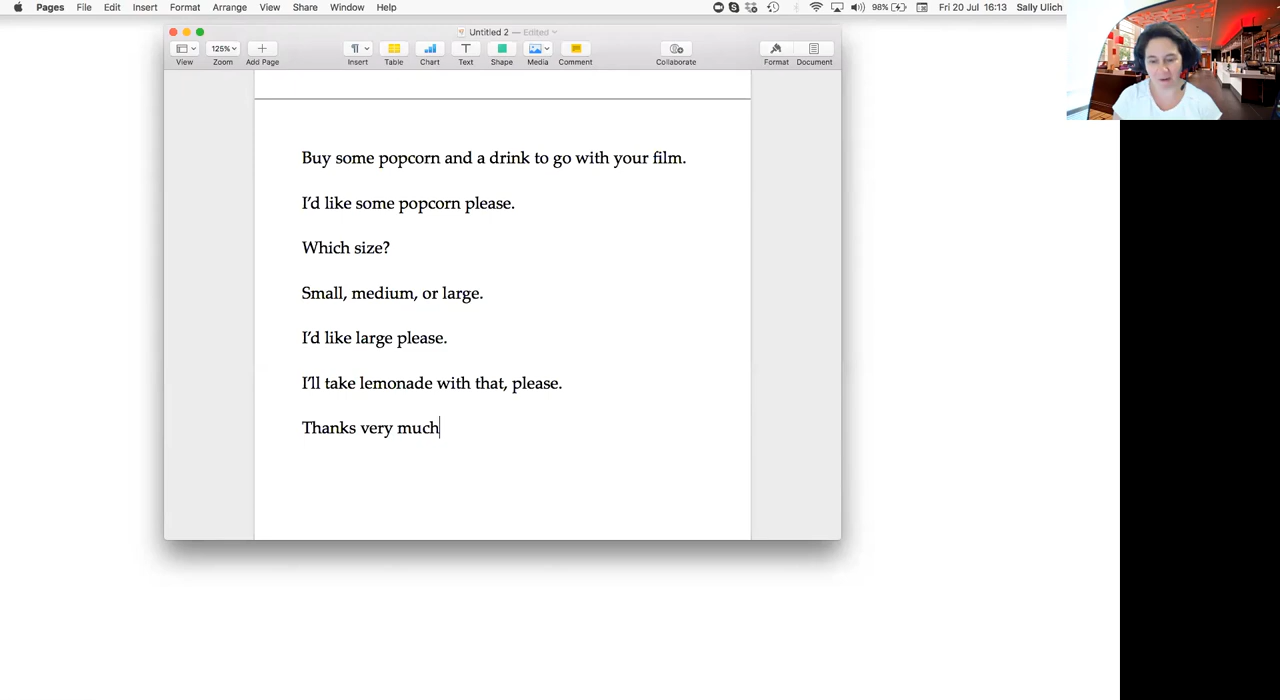 Pages File Edit Insert Format Arrange View Share Window Help 98% Fri 20 Jul 16:13 Sally Ulich
Untitled 2 — Edited
125%
View Zoom Add Page Insert Table Chart Text Shape Media Comment Collaborate Format Document
Buy some popcorn and a drink to go with your film.
I’d like some popcorn please.
Which size?
Small, medium, or large.
I’d like large please.
I’ll take lemonade with that, please.
Thanks very much